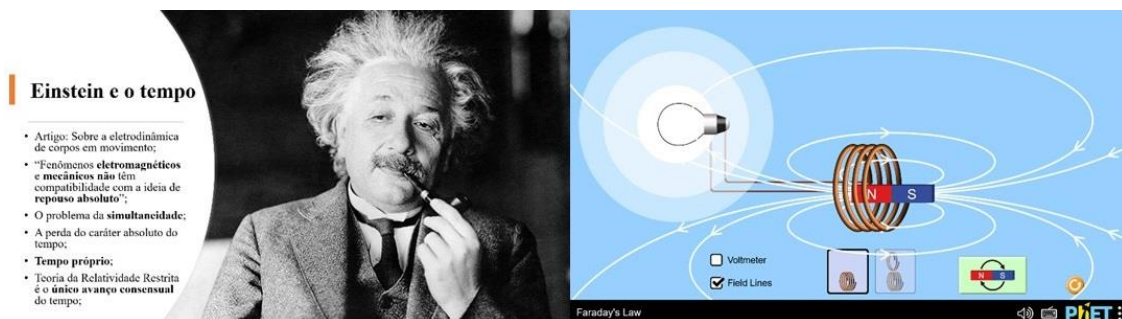 Einstein e o tempo
• Artigo: Sobre a eletrodinâmica
de corpos em movimento;
• “Fenômenos eletromagnéticos
e mecânicos não têm
compatibilidade com a ideia de
repouso absoluto”;
• O problema da simultaneidade;
• A perda do caráter absoluto do
tempo;
• Tempo próprio;
• Teoria da Relatividade Restrita
é o único avanço consensual
do tempo;
N S
Voltmeter
Field Lines
N S
Faraday's Law
PhET